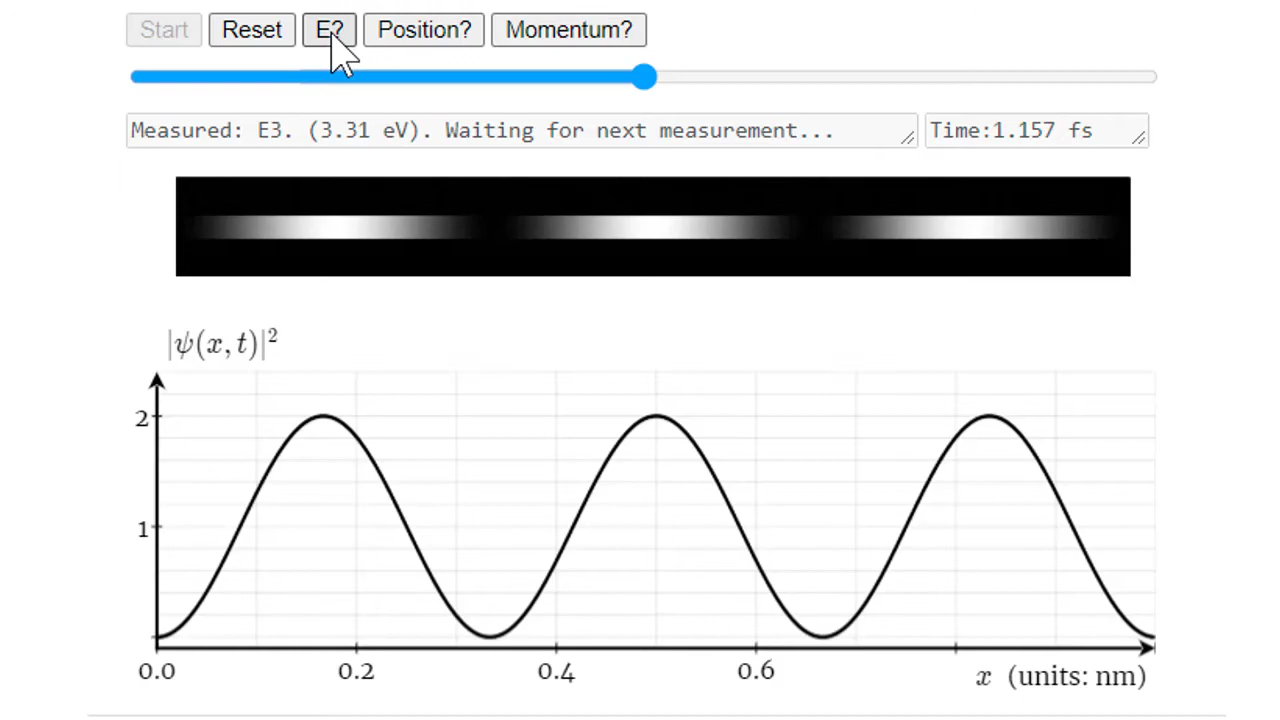 Start Reset E? Position? Momentum?
Measured: E3. (3.31 eV). Waiting for next measurement... Time:1.157 fs
|ψ(x, t)|²
2
1
0.0 0.2 0.4 0.6 x (units: nm)